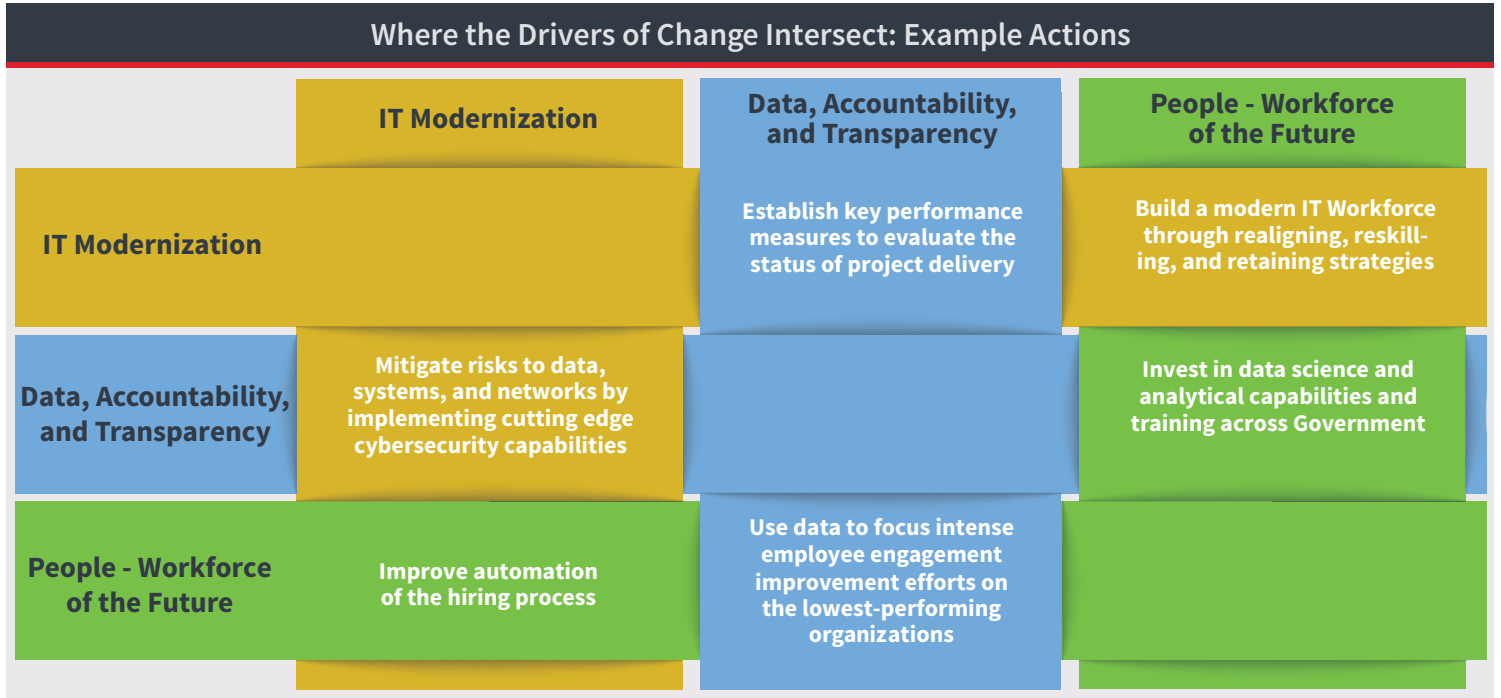 Where the Drivers of Change Intersect: Example Actions
IT Modernization
Data, Accountability,
and Transparency
People - Workforce
of the Future
IT Modernization
Establish key performance
measures to evaluate the
status of project delivery
Build a modern IT Workforce
through realigning, reskill-
ing, and retaining strategies
Data, Accountability,
and Transparency
Mitigate risks to data,
systems, and networks by
implementing cutting edge
cybersecurity capabilities
Invest in data science and
analytical capabilities and
training across Government
People - Workforce
of the Future
Improve automation
of the hiring process
Use data to focus intense
employee engagement
improvement efforts on
the lowest-performing
organizations